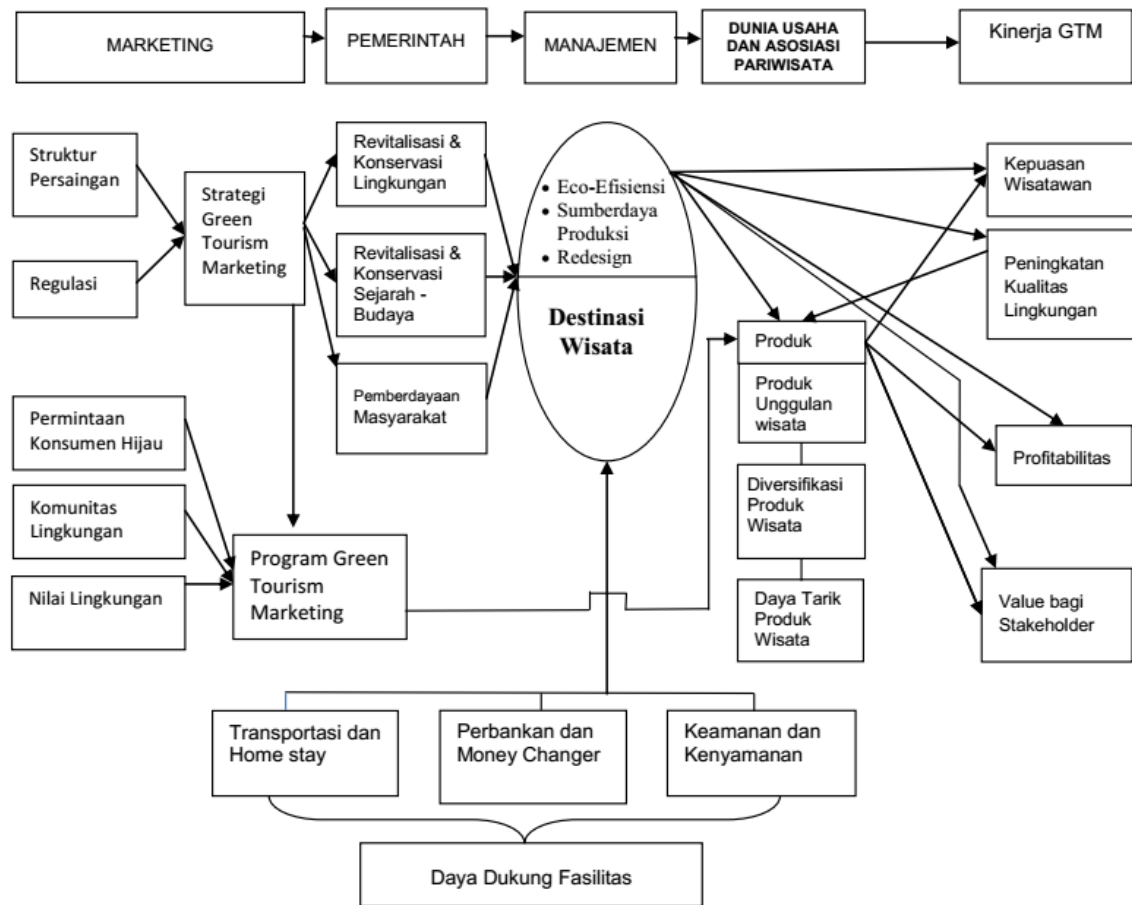 MARKETING
PEMERINTAH
MANAJEMEN
DUNIA USAHA
DAN ASOSIASI
PARIWISATA
Kinerja GTM
Struktur
Persaingan
Regulasi
Strategi
Green
Tourism
Marketing
Revitalisasi &
Konservasi
Lingkungan
Revitalisasi &
Konservasi
Sejarah -
Budaya
Pemberdayaan
Masyarakat
• Eco-Efisiensi
• Sumberdaya
Produksi
• Redesign
Destinasi
Wisata
Kepuasan
Wisatawan
Peningkatan
Kualitas
Lingkungan
Produk
Produk
Unggulan
wisata
Diversifikasi
Produk
Wisata
Daya Tarik
Produk
Wisata
Profitabilitas
Value bagi
Stakeholder
Permintaan
Konsumen Hijau
Komunitas
Lingkungan
Nilai Lingkungan
Program Green
Tourism
Marketing
Transportasi dan
Home stay
Perbankan dan
Money Changer
Keamanan dan
Kenyamanan
Daya Dukung Fasilitas